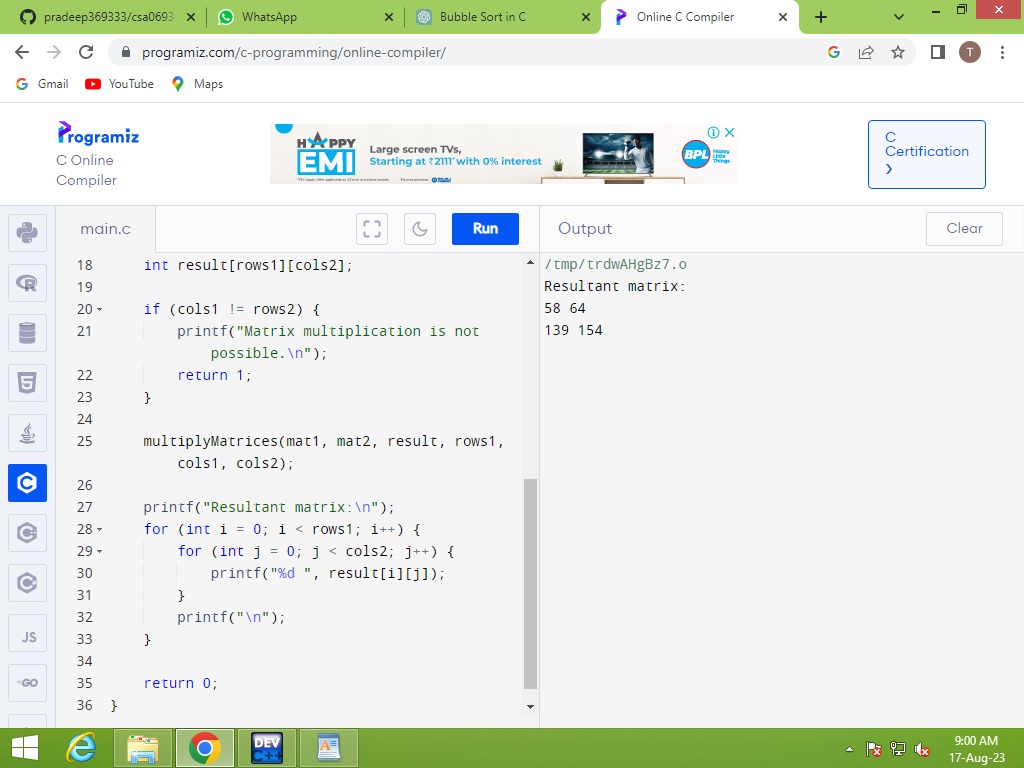 pradeep369333/csa0693-
WhatsApp
Bubble Sort in C
Online C Compiler
programiz.com/c-programming/online-compiler/
T
Gmail
YouTube
Maps
Programiz
C Online
Compiler
HAPPY
EMI
Large screen TVs,
Starting at ₹2111* with 0% interest
BPL
Happy
Little
Things
C
Certification
main.c
Run
Output
Clear
18 int result[rows1][cols2];
19
20 if (cols1 != rows2) {
21 printf("Matrix multiplication is not
possible.\n");
22 return 1;
23 }
24
25 multiplyMatrices(mat1, mat2, result, rows1,
cols1, cols2);
26
27 printf("Resultant matrix:\n");
28 for (int i = 0; i < rows1; i++) {
29 for (int j = 0; j < cols2; j++) {
30 printf("%d ", result[i][j]);
31 }
32 printf("\n");
33 }
34
35 return 0;
36 }
/tmp/trdwAHgBz7.o
Resultant matrix:
58 64
139 154
JS
GO
DEV
C++
9:00 AM
17-Aug-23